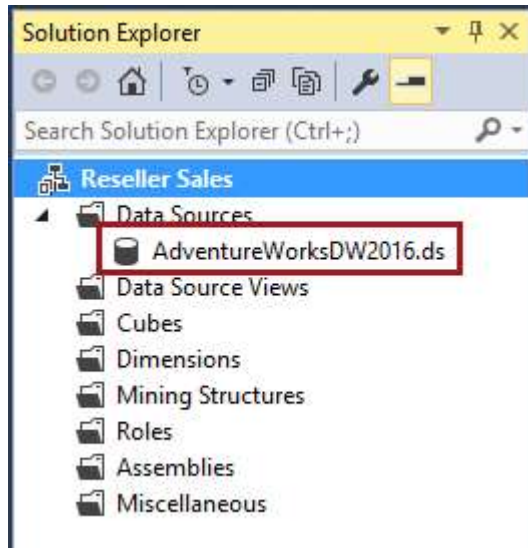 Solution Explorer
Search Solution Explorer (Ctrl+;)
Reseller Sales
Data Sources
AdventureWorksDW2016.ds
Data Source Views
Cubes
Dimensions
Mining Structures
Roles
Assemblies
Miscellaneous